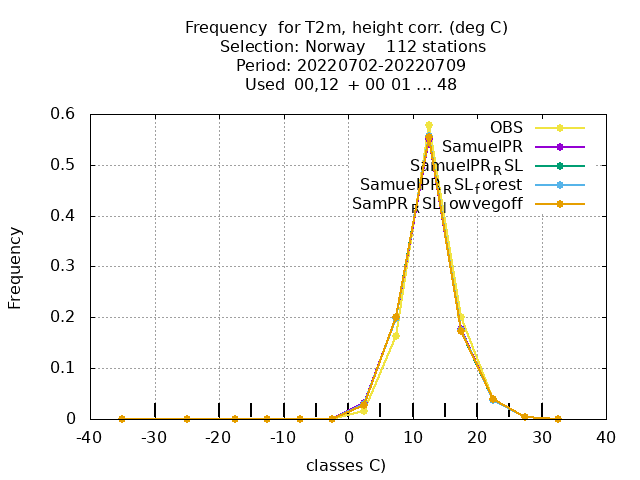 Frequency  for T2m, height corr. (deg C)
Selection: Norway    112 stations
Period: 20220702-20220709
Used  00,12  + 00 01 ... 48
OBS
SamuelPR
SamuelPR_RSL
SamuelPR_RSL_forest
SamPR_RSL_lowvegoff
Frequency
0.6
0.5
0.4
0.3
0.2
0.1
0
-40 -30 -20 -10 0 10 20 30 40
classes C)